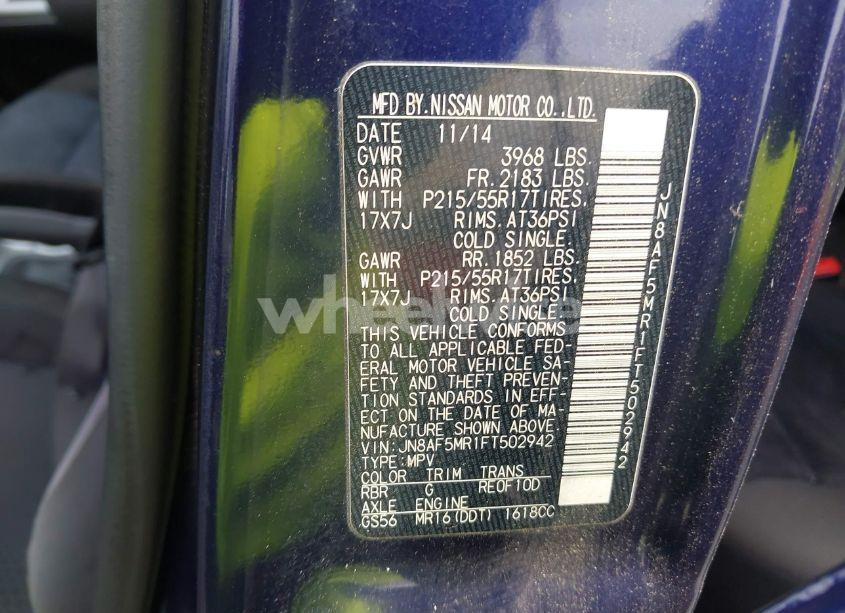 MFD BY.NISSAN MOTOR CO.,LTD.
DATE 11/14
GVWR 3968 LBS.
GAWR FR. 2183 LBS.
WITH P215/55R17TIRES.
17X7J RIMS. AT36PSI
COLD SINGLE.
GAWR RR. 1852 LBS.
WITH P215/55R17TIRES.
17X7J RIMS. AT36PSI
COLD SINGLE.
THIS VEHICLE CONFORMS
TO ALL APPLICABLE FED-
ERAL MOTOR VEHICLE SA-
FETY AND THEFT PREVEN-
TION STANDARDS IN EFF-
ECT ON THE DATE OF MA-
NUFACTURE SHOWN ABOVE.
VIN:JN8AF5MR1FT502942
TYPE:MPV
COLOR TRIM TRANS
RBR G RE0F10D
AXLE ENGINE
GS56 MR16(DDT) 1618CC
JN8AF5MR1FT502942